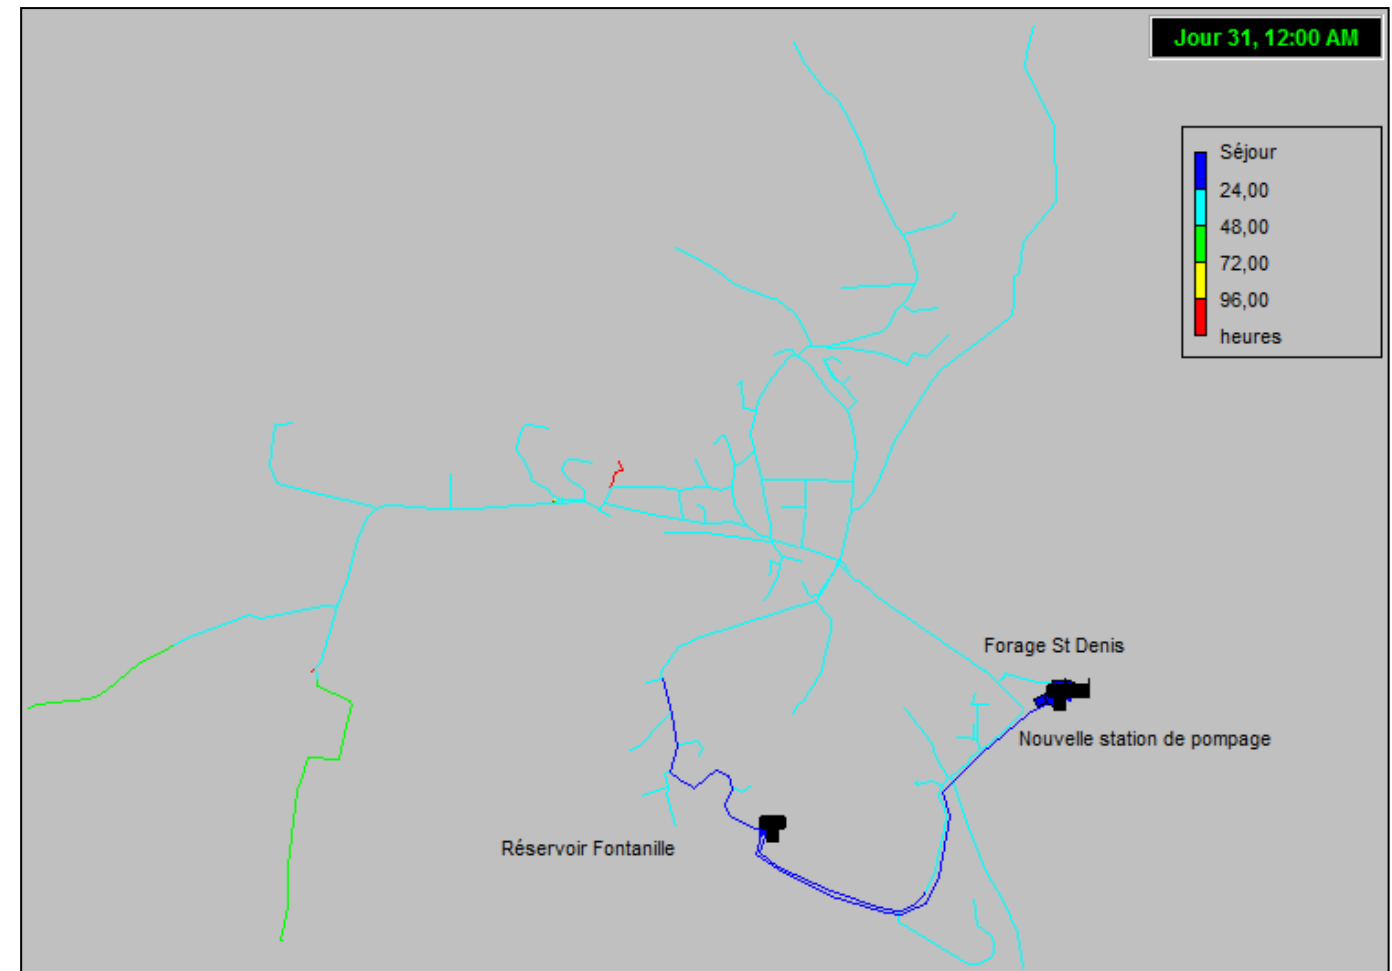 Jour 31, 12:00 AM
Séjour
24,00
48,00
72,00
96,00
heures
Forage St Denis
Nouvelle station de pompage
Réservoir Fontanille